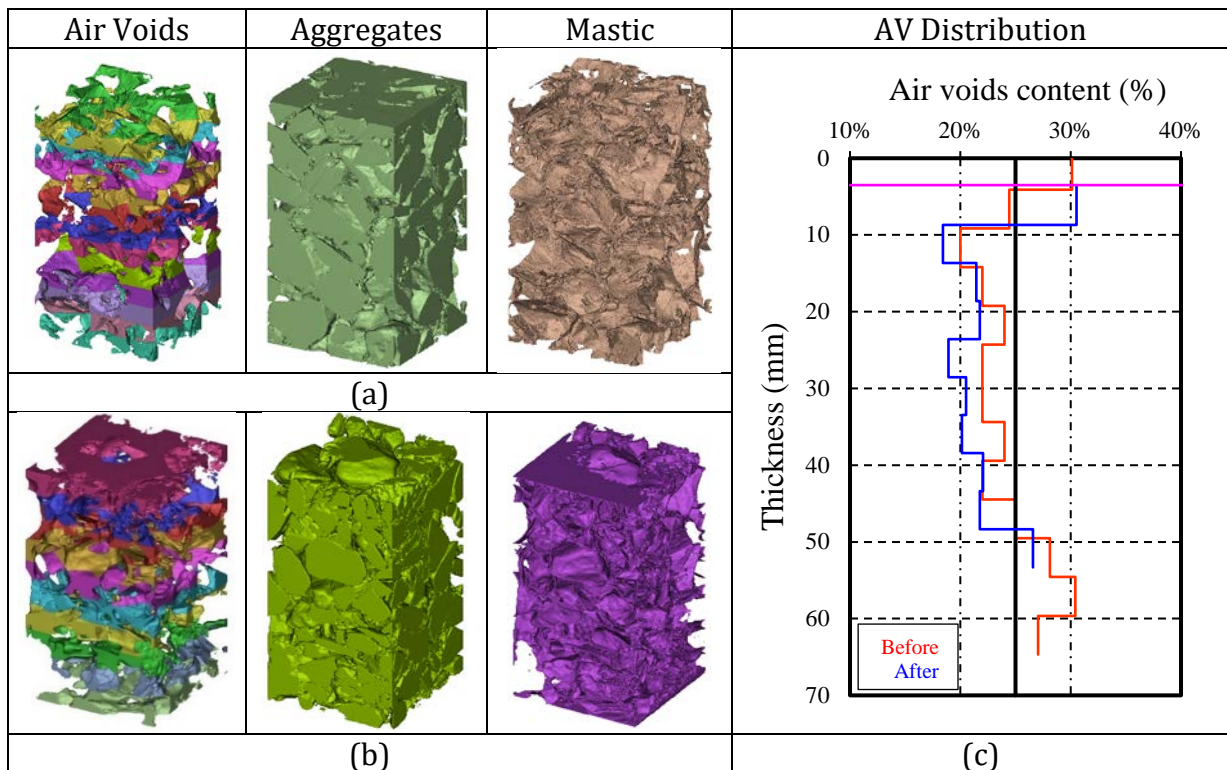 Air Voids
Aggregates
Mastic
AV Distribution
(a)
(b)
Air voids content (%)
10%
20%
30%
40%
0
10
20
30
40
50
60
70
Thickness (mm)
Before
After
(c)